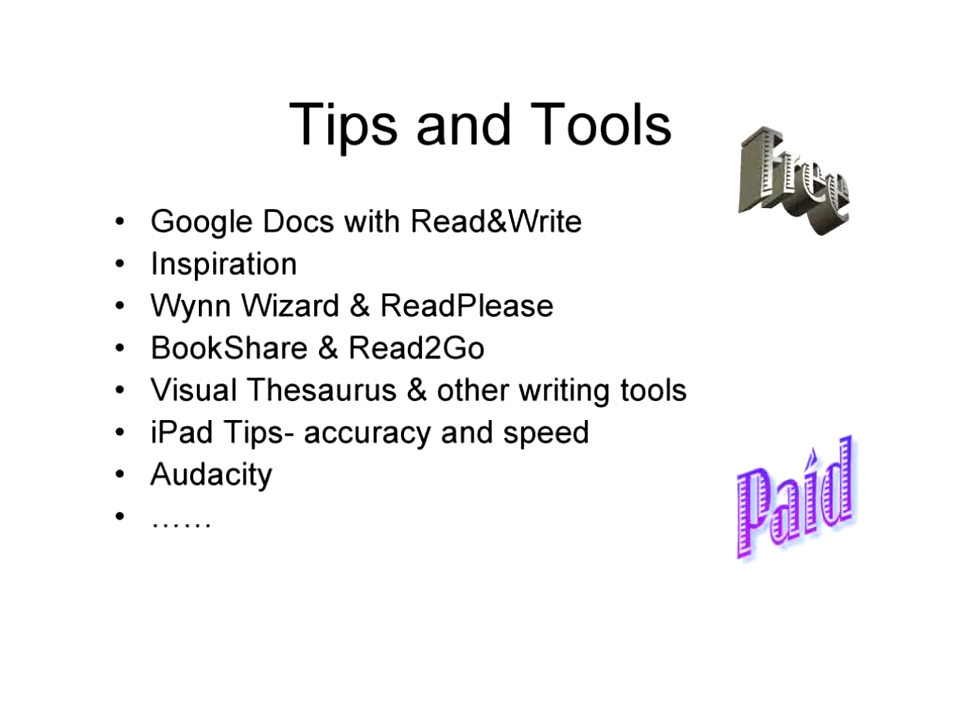 Tips and Tools
Free
• Google Docs with Read&Write
• Inspiration
• Wynn Wizard & ReadPlease
• BookShare & Read2Go
• Visual Thesaurus & other writing tools
• iPad Tips- accuracy and speed
• Audacity
• ……
Paid